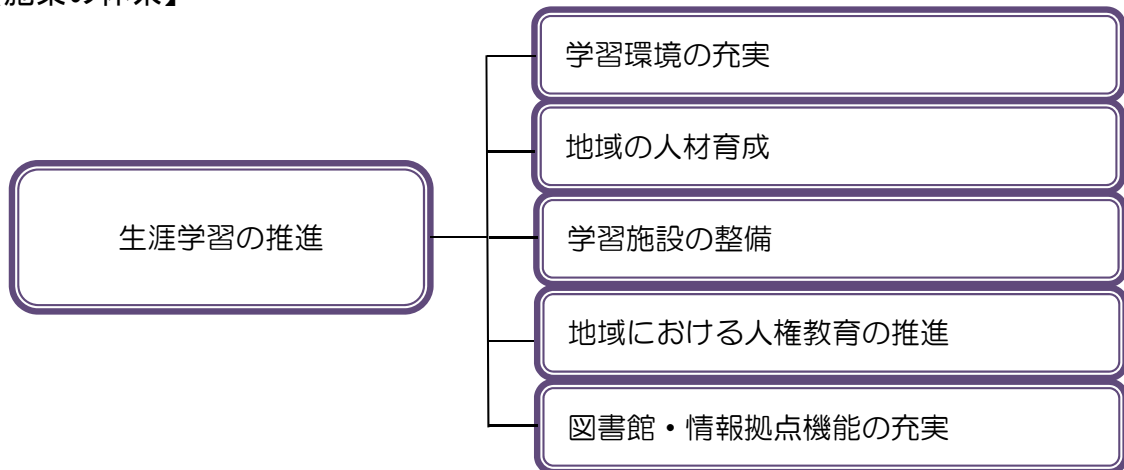 施策の体系】
学習環境の充実
地域の人材育成
生涯学習の推進
学習施設の整備
地域における人権教育の推進
図書館・情報拠点機能の充実